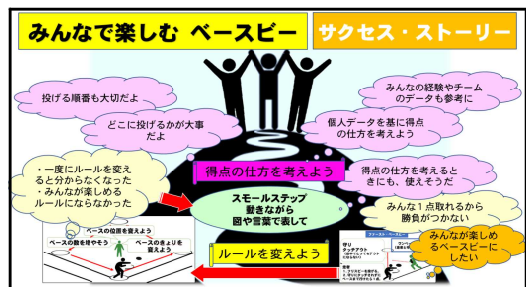 みんなで楽しむ ベースビー
サクセス・ストーリー
投げる順番も大切だよ
どこに投げるかが大事
だよ
みんなの経験やチーム
のデータも参考に
個人データを基に得点
の仕方を考えよう
得点の仕方を考えよう
得点の仕方を考えると
きにも、使えそうだ
・一度にルールを変え
ると分からなくなった
・みんなが楽しめる
ルールにならなかった
スモールステップ
動きながら
図や言葉で表して
みんな1点取れるから
勝負がつかない
ルールを変えよう
みんなが楽しめ
るベースビーに
したい
ベースの位置を変えよう
ベースの数を増やそう
ベースのきょりを
変えよう
守り
タッチアウト